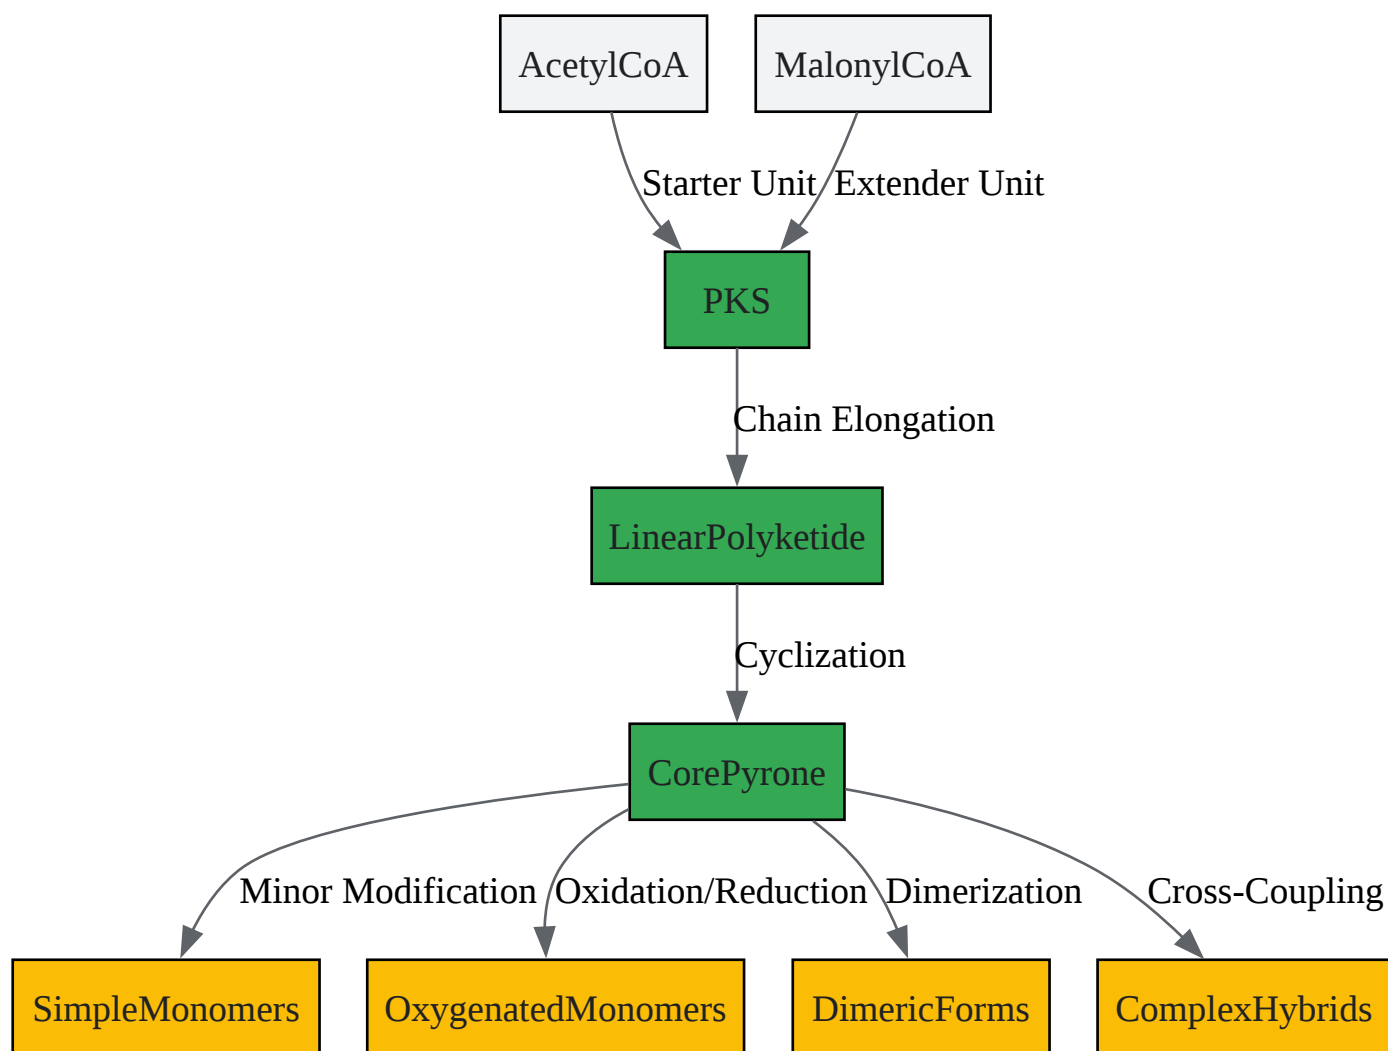 AcetylCoA
MalonylCoA
Starter Unit
Extender Unit
PKS
Chain Elongation
LinearPolyketide
Cyclization
CorePyrone
Minor Modification
Oxidation/Reduction
Dimerization
Cross-Coupling
SimpleMonomers
OxygenatedMonomers
DimericForms
ComplexHybrids